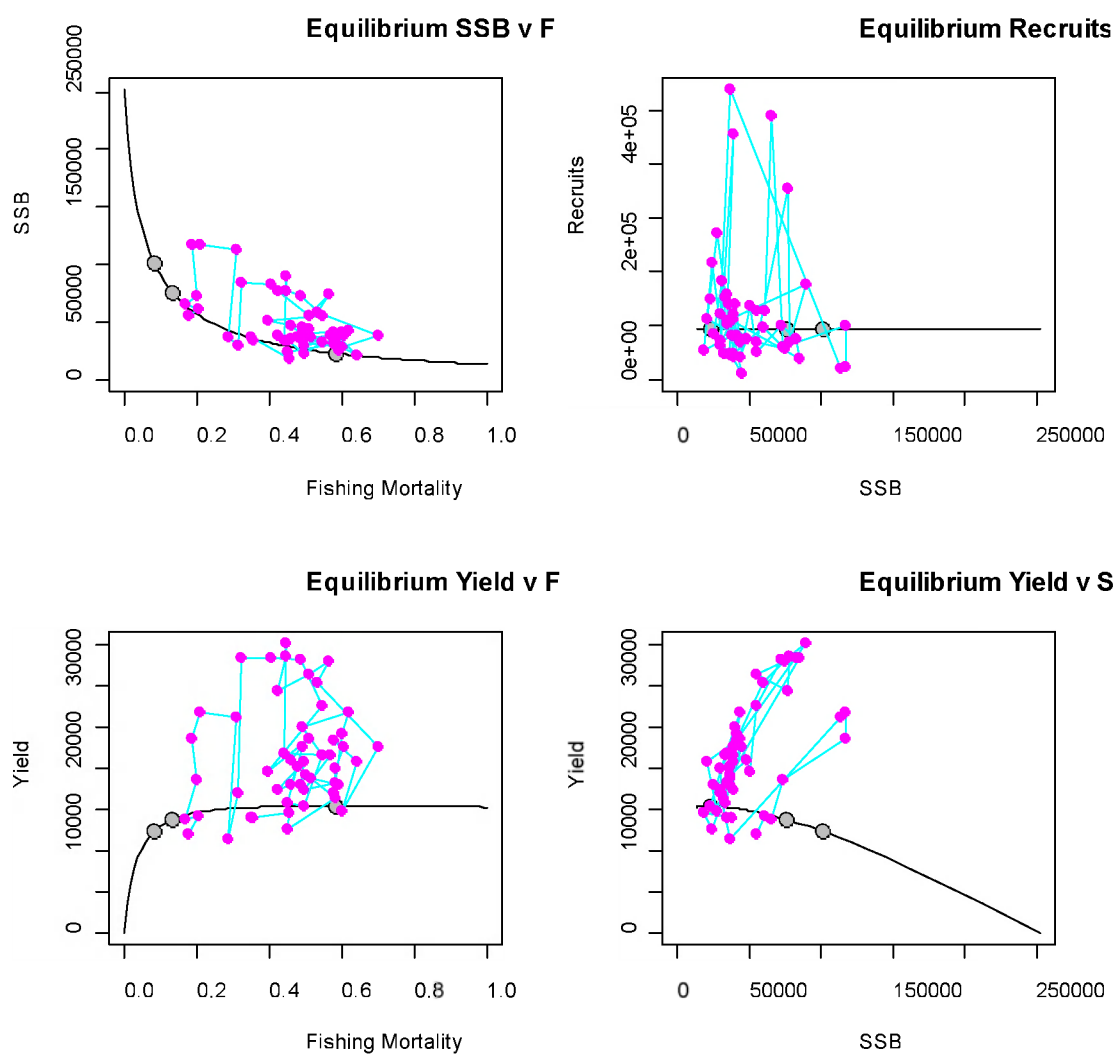 Equilibrium SSB v F
SSB
0
50000
150000
250000
0.0 0.2 0.4 0.6 0.8 1.0
Fishing Mortality
Equilibrium Recruits
Recruits
0e+00
2e+05
4e+05
0 50000 150000 250000
SSB
Equilibrium Yield v F
Yield
0
10000
20000
30000
0.0 0.2 0.4 0.6 0.8 1.0
Fishing Mortality
Equilibrium Yield v S
Yield
0
10000
20000
30000
0 50000 150000 250000
SSB